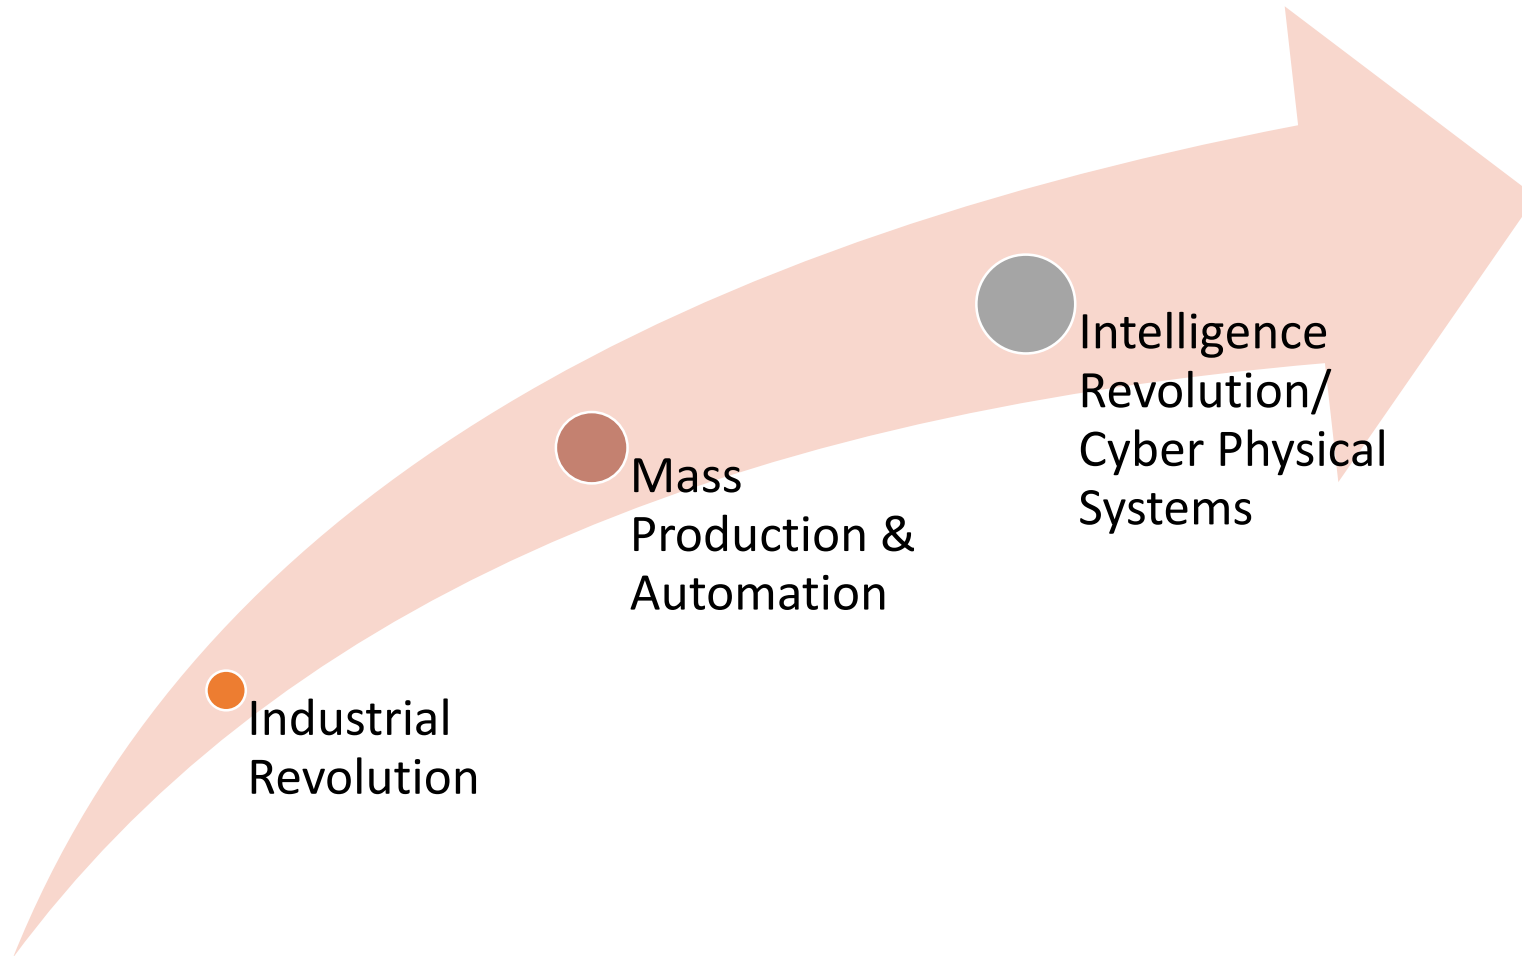 Industrial
Revolution
Mass
Production &
Automation
Intelligence
Revolution/
Cyber Physical
Systems